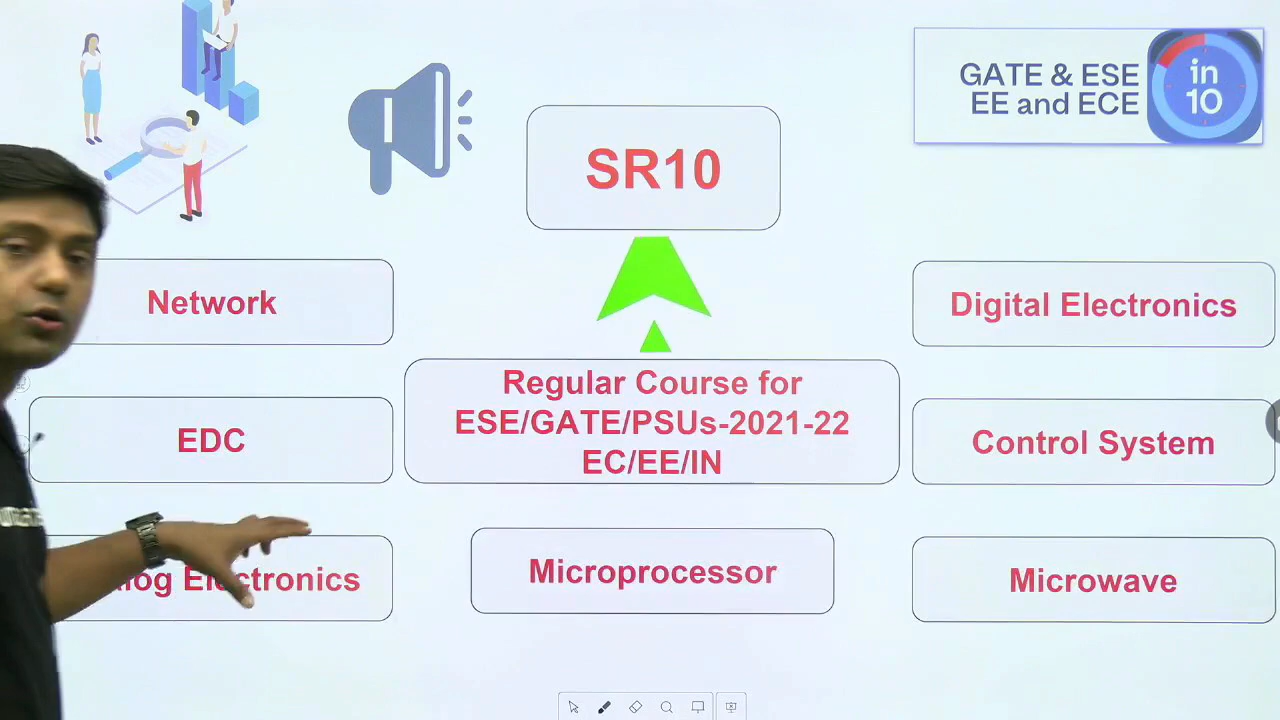 GATE & ESE
EE and ECE
in
10
SR10
Network
Digital Electronics
Regular Course for
ESE/GATE/PSUs-2021-22
EC/EE/IN
EDC
Control System
Electronics
Microprocessor
Microwave